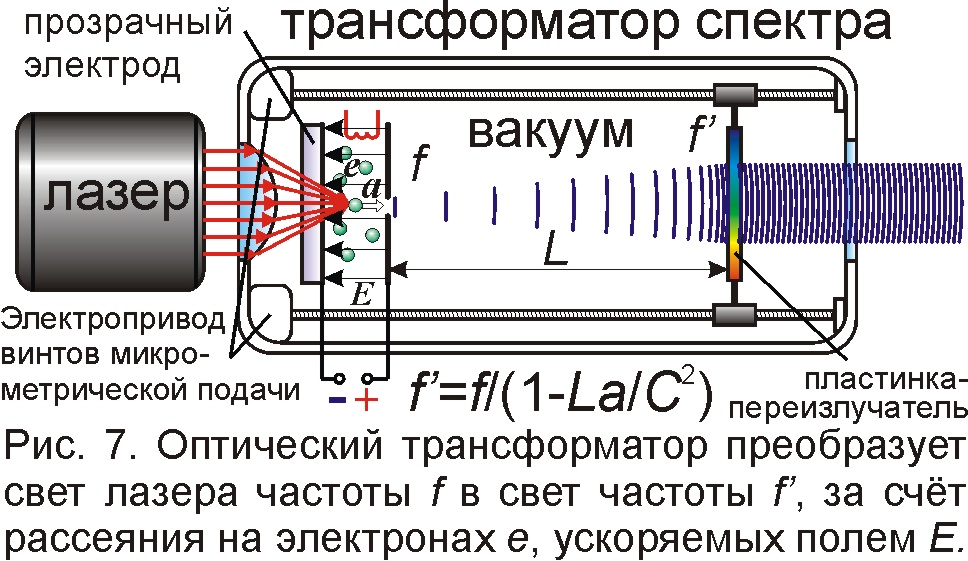 прозрачный
электрод
трансформатор спектра
лазер
e
a
E
f
вакуум
f’
L
Электропривод
винтов микро-
метрической подачи
- +
f’=f/(1-La/C²)
пластинка-
переизлучатель
Рис. 7. Оптический трансформатор преобразует
свет лазера частоты f в свет частоты f’, за счёт
рассеяния на электронах e, ускоряемых полем E.